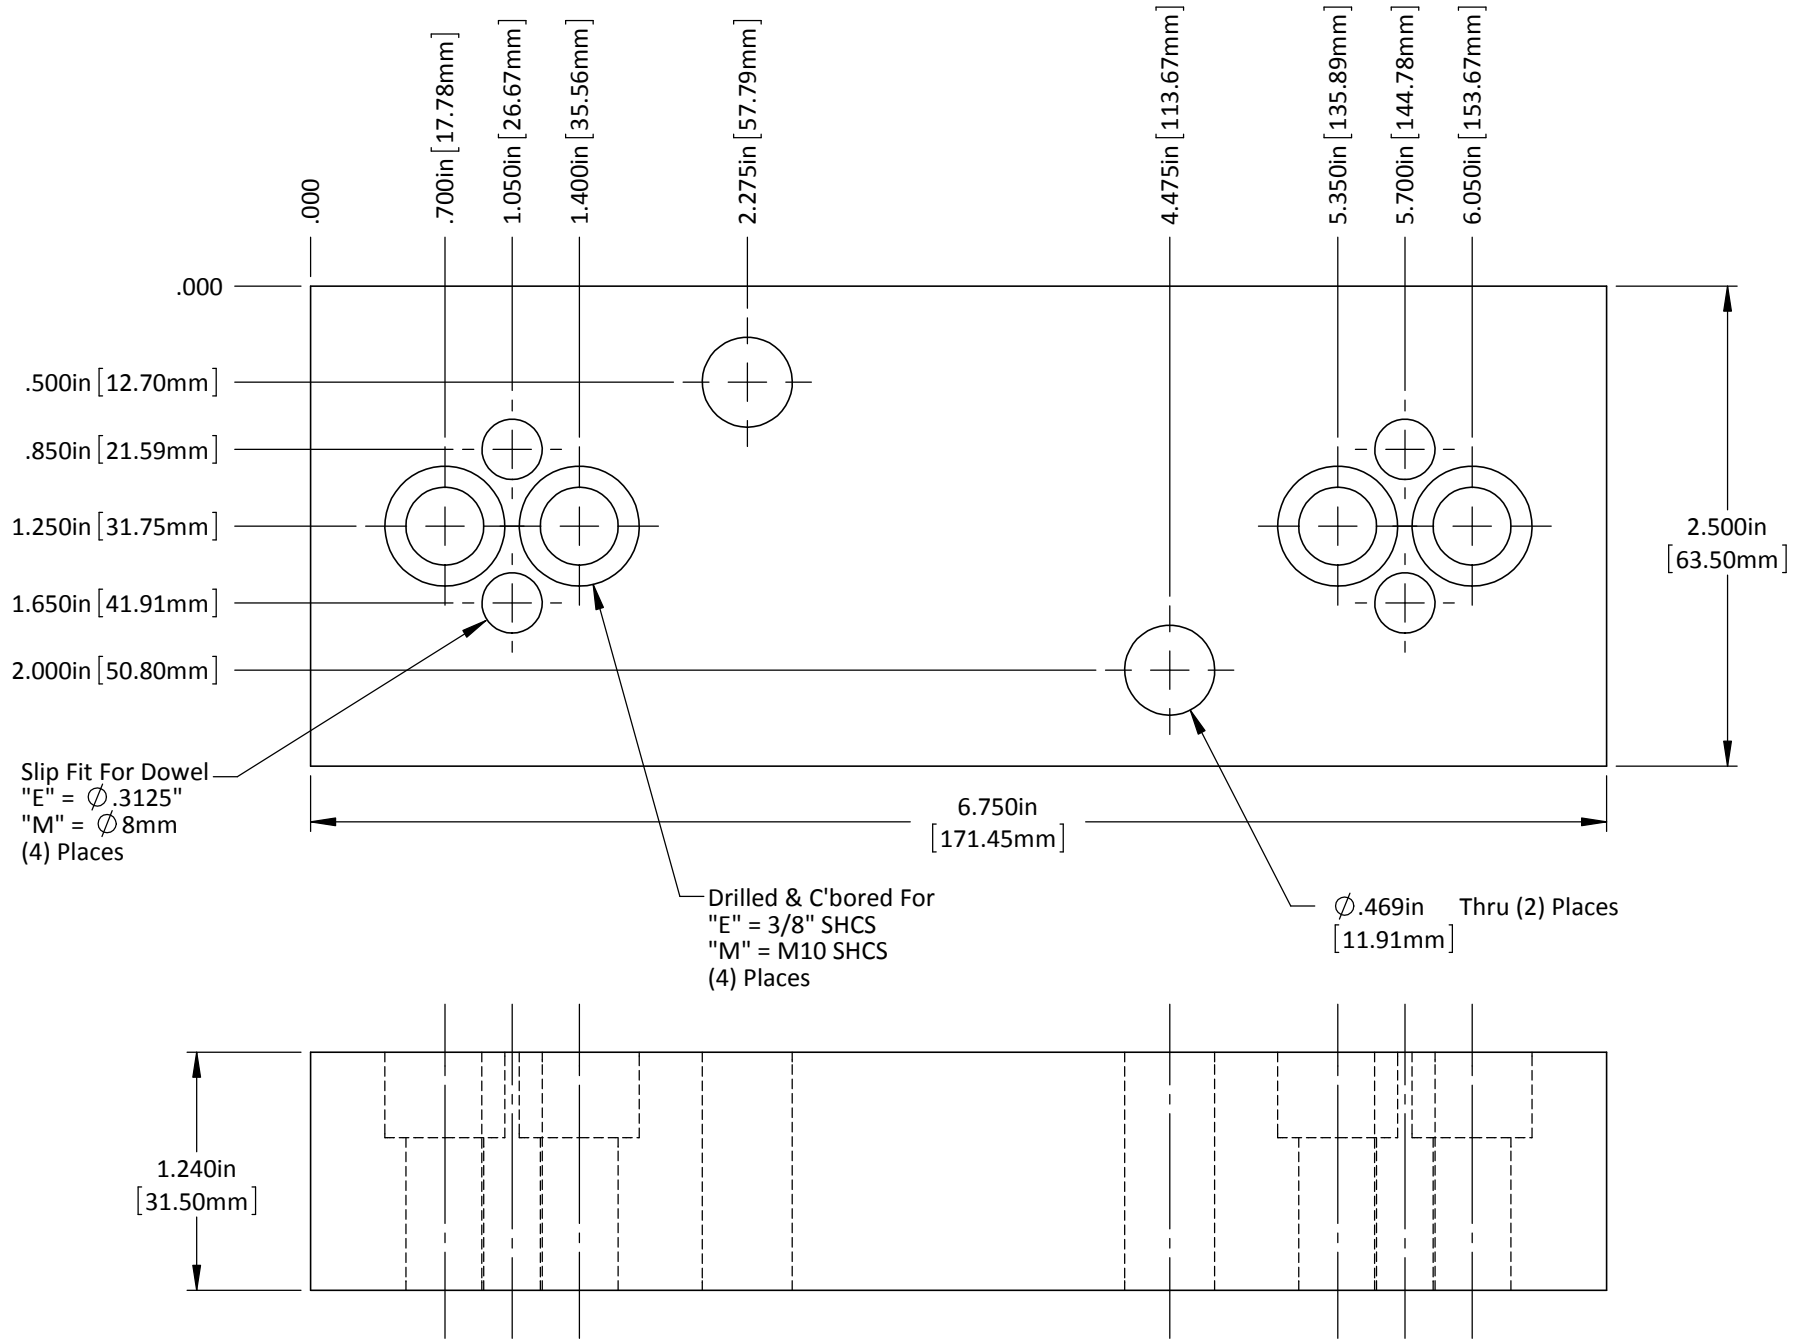 .000
.700in [17.78mm]
1.050in [26.67mm]
1.400in [35.56mm]
2.275in [57.79mm]
4.475in [113.67mm]
5.350in [135.89mm]
5.700in [144.78mm]
6.050in [153.67mm]
.000
.500in [12.70mm]
.850in [21.59mm]
1.250in [31.75mm]
1.650in [41.91mm]
2.000in [50.80mm]
2.500in
[63.50mm]
Slip Fit For Dowel
"E" = ∅.3125"
"M" = ∅8mm
(4) Places
6.750in
[171.45mm]
Drilled & C'bored For
"E" = 3/8" SHCS
"M" = M10 SHCS
(4) Places
∅.469in Thru (2) Places
[11.91mm]
1.240in
[31.50mm]